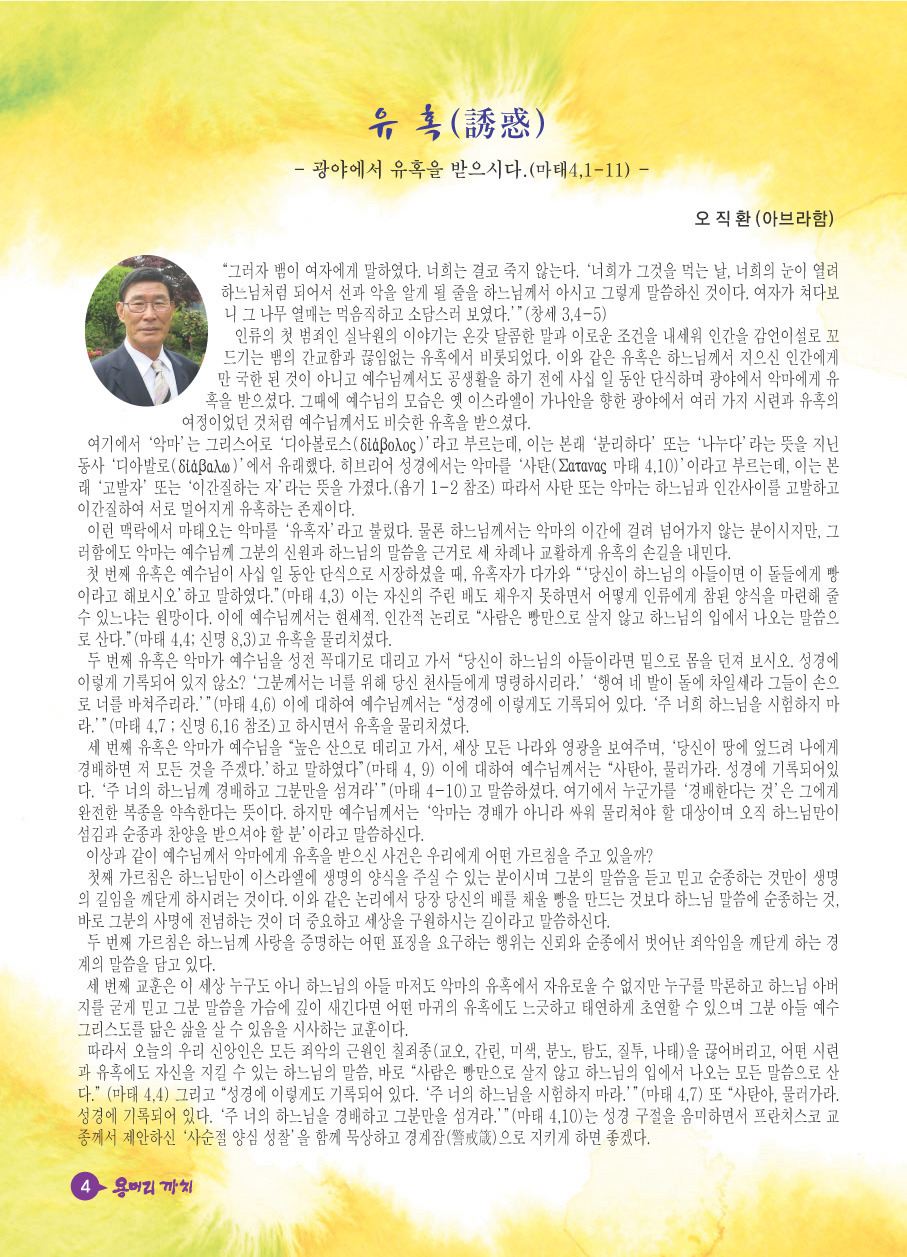 유 혹 (誘惑)
- 광야에서 유혹을 받으시다.(마태4,1-11) -
오 직 환 (아브라함)
“그러자 뱀이 여자에게 말하였다. 너희는 결코 죽지 않는다. ‘너희가 그것을 먹는 날, 너희의 눈이 열려
하느님처럼 되어서 선과 악을 알게 될 줄을 하느님께서 아시고 그렇게 말씀하신 것이다. 여자가 쳐다보
니 그 나무 열매는 먹음직하고 소담스러 보였다.’”(창세 3,4-5)
인류의 첫 범죄인 실낙원의 이야기는 온갖 달콤한 말과 이로운 조건을 내세워 인간을 감언이설로 꼬
드기는 뱀의 간교함과 끊임없는 유혹에서 비롯되었다. 이와 같은 유혹은 하느님께서 지으신 인간에게
만 국한 된 것이 아니고 예수님께서도 공생활을 하기 전에 사십 일 동안 단식하며 광야에서 악마에게 유
혹을 받으셨다. 그때에 예수님의 모습은 옛 이스라엘이 가나안을 향한 광야에서 여러 가지 시련과 유혹의
여정이었던 것처럼 예수님께서도 비슷한 유혹을 받으셨다.
여기에서 ‘악마’는 그리스어로 ‘디아볼로스(διάβολος)’라고 부르는데, 이는 본래 ‘분리하다’ 또는 ‘나누다’라는 뜻을 지닌
동사 ‘디아발로(διάβαλω)’에서 유래했다. 히브리어 성경에서는 악마를 ‘사탄(Σατανας 마태 4,10)’이라고 부르는데, 이는 본
래 ‘고발자’ 또는 ‘이간질하는 자’라는 뜻을 가졌다.(욥기 1-2 참조) 따라서 사탄 또는 악마는 하느님과 인간사이를 고발하고
이간질하여 서로 멀어지게 유혹하는 존재이다.
이런 맥락에서 마태오는 악마를 ‘유혹자’라고 불렀다. 물론 하느님께서는 악마의 이간에 걸려 넘어가지 않는 분이시지만, 그
러함에도 악마는 예수님께 그분의 신원과 하느님의 말씀을 근거로 세 차례나 교활하게 유혹의 손길을 내민다.
첫 번째 유혹은 예수님이 사십 일 동안 단식으로 시장하셨을 때, 유혹자가 다가와 “‘당신이 하느님의 아들이면 이 돌들에게 빵
이라고 해보시오’하고 말하였다.”(마태 4,3) 이는 자신의 주린 배도 채우지 못하면서 어떻게 인류에게 참된 양식을 마련해 줄
수 있느냐는 원망이다. 이에 예수님께서는 현세적, 인간적 논리로 “사람은 빵만으로 살지 않고 하느님의 입에서 나오는 말씀으
로 산다.”(마태 4,4; 신명 8,3)고 유혹을 물리치셨다.
두 번째 유혹은 악마가 예수님을 성전 꼭대기로 대리고 가서 “당신이 하느님의 아들이라면 밑으로 몸을 던져 보시오. 성경에
이렇게 기록되어 있지 않소? ‘그분께서는 너를 위해 당신 천사들에게 명령하시리라.’ ‘행여 네 발이 돌에 차일세라 그들이 손으
로 너를 바쳐주리라.’”(마태 4,6) 이에 대하여 예수님께서는 “성경에 이렇게도 기록되어 있다. ‘주 너희 하느님을 시험하지 마
라.’”(마태 4,7 ; 신명 6,16 참조)고 하시면서 유혹을 물리치셨다.
세 번째 유혹은 악마가 예수님을 “높은 산으로 데리고 가서, 세상 모든 나라와 영광을 보여주며, ‘당신이 땅에 엎드려 나에게
경배하면 저 모든 것을 주겠다.’하고 말하였다”(마태 4, 9) 이에 대하여 예수님께서는 “사탄아, 물러가라. 성경에 기록되어있
다. ‘주 너의 하느님께 경배하고 그분만을 섬겨라’”(마태 4-10)고 말씀하셨다. 여기에서 누군가를 ‘경배한다는 것’은 그에게
완전한 복종을 약속한다는 뜻이다. 하지만 예수님께서는 ‘악마는 경배가 아니라 싸워 물리쳐야 할 대상이며 오직 하느님만이
섬김과 순종과 찬양을 받으셔야 할 분’이라고 말씀하신다.
이상과 같이 예수님께서 악마에게 유혹을 받으신 사건은 우리에게 어떤 가르침을 주고 있을까?
첫째 가르침은 하느님만이 이스라엘에 생명의 양식을 주실 수 있는 분이시며 그분의 말씀을 듣고 믿고 순종하는 것만이 생명
의 길임을 깨닫게 하시려는 것이다. 이와 같은 논리에서 당장 당신의 배를 채울 빵을 만드는 것보다 하느님 말씀에 순종하는 것,
바로 그분의 사명에 전념하는 것이 더 중요하고 세상을 구원하시는 길이라고 말씀하신다.
두 번째 가르침은 하느님께 사랑을 증명하는 어떤 표징을 요구하는 행위는 신뢰와 순종에서 벗어난 죄악임을 깨닫게 하는 경
계의 말씀을 담고 있다.
세 번째 교훈은 이 세상 누구도 아니 하느님의 아들 마저도 악마의 유혹에서 자유로울 수 없지만 누구를 막론하고 하느님 아버
지를 굳게 믿고 그분 말씀을 가슴에 깊이 새긴다면 어떤 마귀의 유혹에도 느긋하고 태연하게 초연할 수 있으며 그분 아들 예수
그리스도를 닮은 삶을 살 수 있음을 시사하는 교훈이다.
따라서 오늘의 우리 신앙인은 모든 죄악의 근원인 칠죄종(교오, 간린, 미색, 분노, 탐도, 질투, 나태)을 끊어버리고, 어떤 시련
과 유혹에도 자신을 지킬 수 있는 하느님의 말씀, 바로 “사람은 빵만으로 살지 않고 하느님의 입에서 나오는 모든 말씀으로 산
다.” (마태 4,4) 그리고 “성경에 이렇게도 기록되어 있다. ‘주 너의 하느님을 시험하지 마라.’”(마태 4,7) 또 “사탄아, 물러가라.
성경에 기록되어 있다. ‘주 너의 하느님을 경배하고 그분만을 섬겨라.’”(마태 4,10)는 성경 구절을 음미하면서 프란치스코 교
종께서 제안하신 ‘사순절 양심 성찰’을 함께 묵상하고 경계잠(警戒箴)으로 지키게 하면 좋겠다.
4 용머리 까치